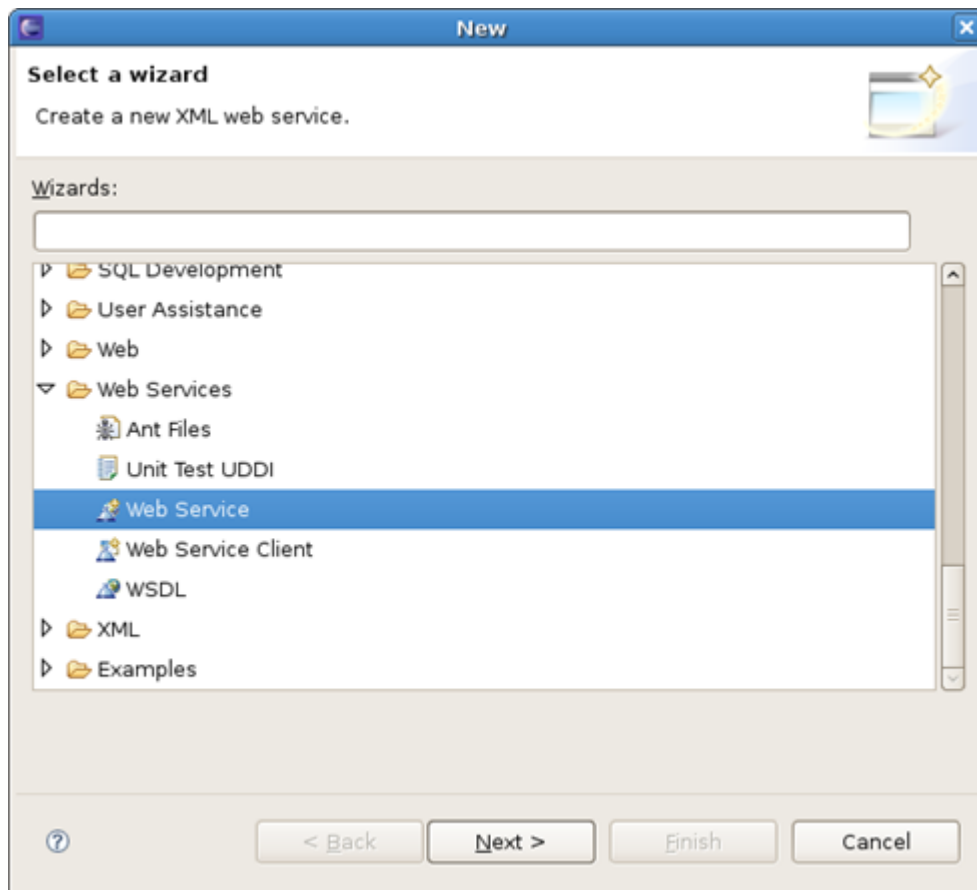 New
Select a wizard
Create a new XML web service.
Wizards:
SQL Development
User Assistance
Web
Web Services
Ant Files
Unit Test UDDI
Web Service
Web Service Client
WSDL
XML
Examples
< Back Next > Finish Cancel